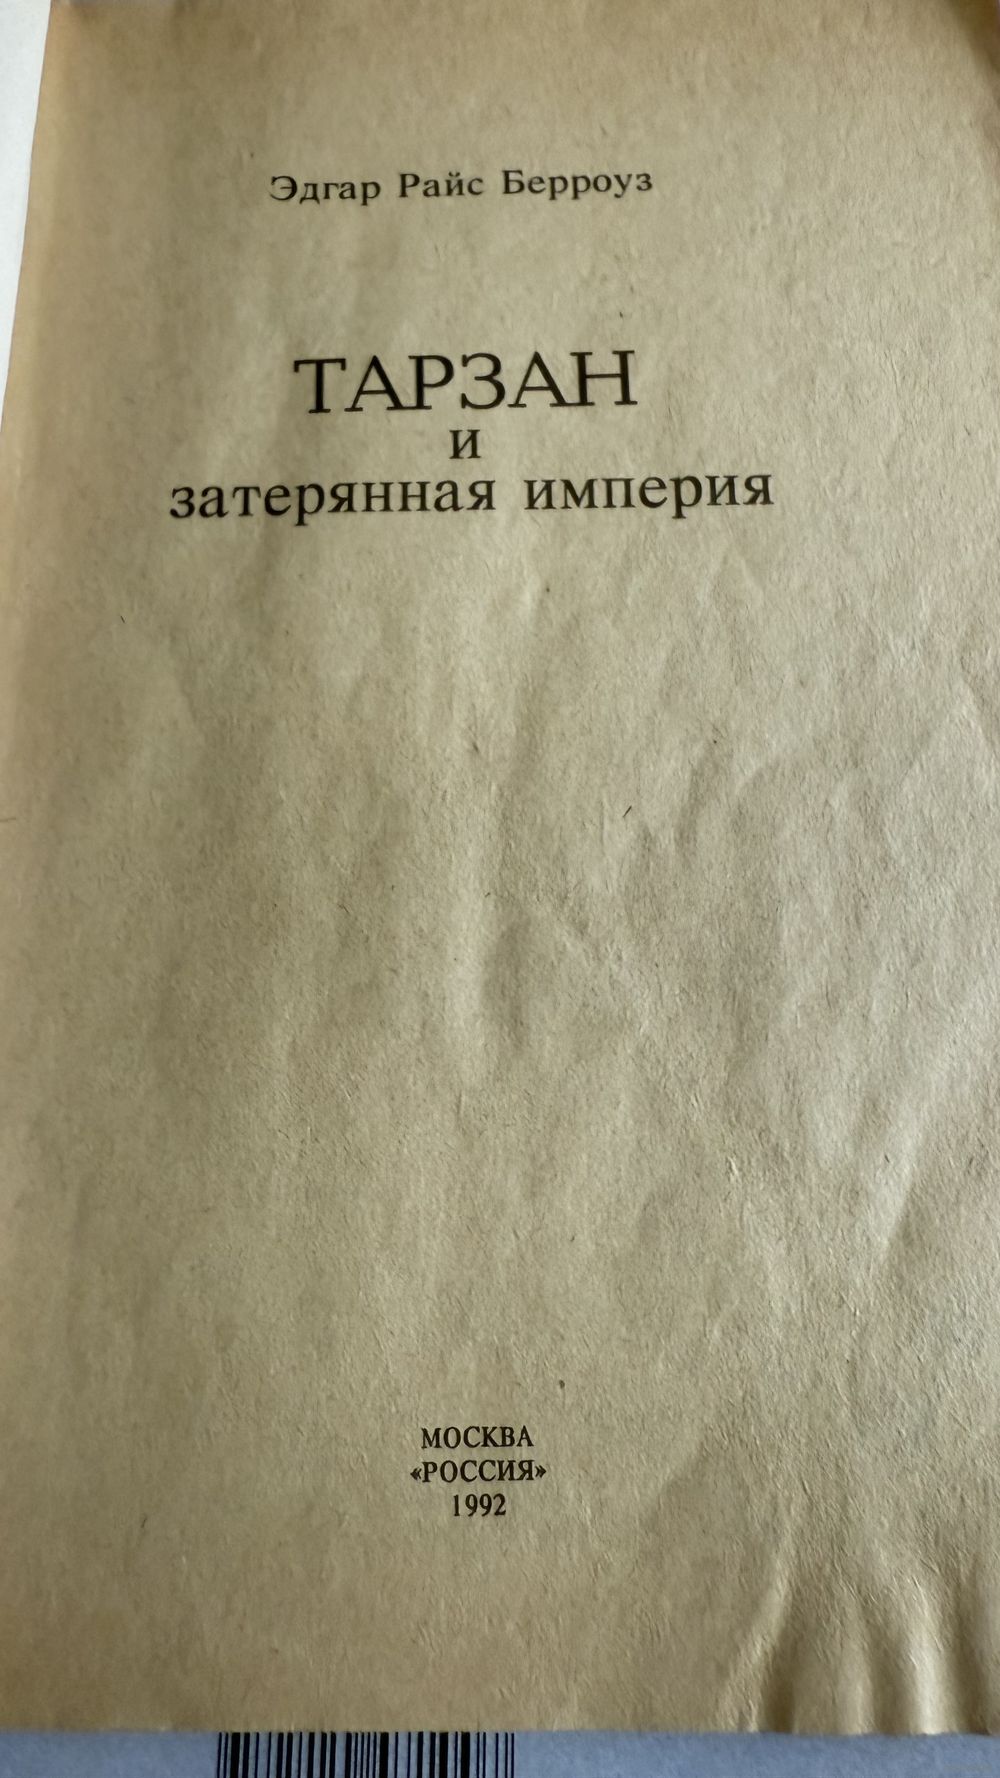 Эдгар Райс Берроуз
ТАРЗАН
и
затерянная империя
МОСКВА
«РОССИЯ»
1992